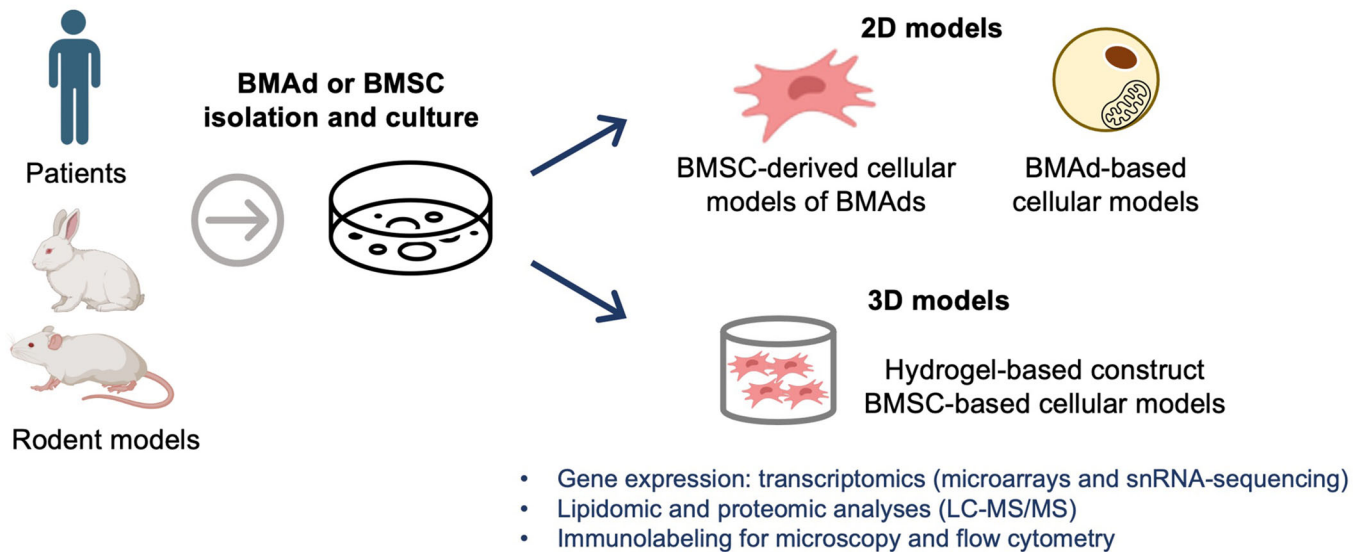 Patients
Rodent models
BMAd or BMSC
isolation and culture
2D models
BMSC-derived cellular
models of BMAds
BMAd-based
cellular models
3D models
Hydrogel-based construct
BMSC-based cellular models
• Gene expression: transcriptomics (microarrays and snRNA-sequencing)
• Lipidomic and proteomic analyses (LC-MS/MS)
• Immunolabeling for microscopy and flow cytometry